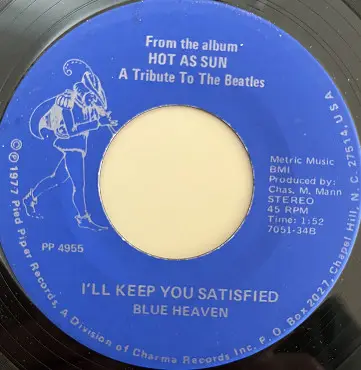 From the album
HOT AS SUN
A Tribute To The Beatles
Metric Music
BMI
Produced by:
Chas. M. Mann
STEREO
45 RPM
Time: 1:52
7051-34B
PP 4955
I'LL KEEP YOU SATISFIED
BLUE HEAVEN
©℗1977 Pied Piper Records, A Division of Charma Records Inc. P. O. Box 2027, Chapel Hill, N. C. 27514, U.S.A.